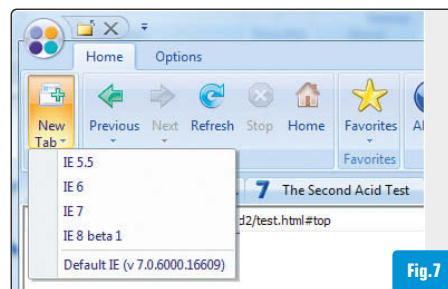 Home Options
New Tab Previous Next Refresh Stop Home Favorites
Favorites
IE 5.5
IE 6
IE 7
IE 8 beta 1
Default IE (v 7.0.6000.16609)
7 The Second Acid Test
d2/test.html#top
Fig.7